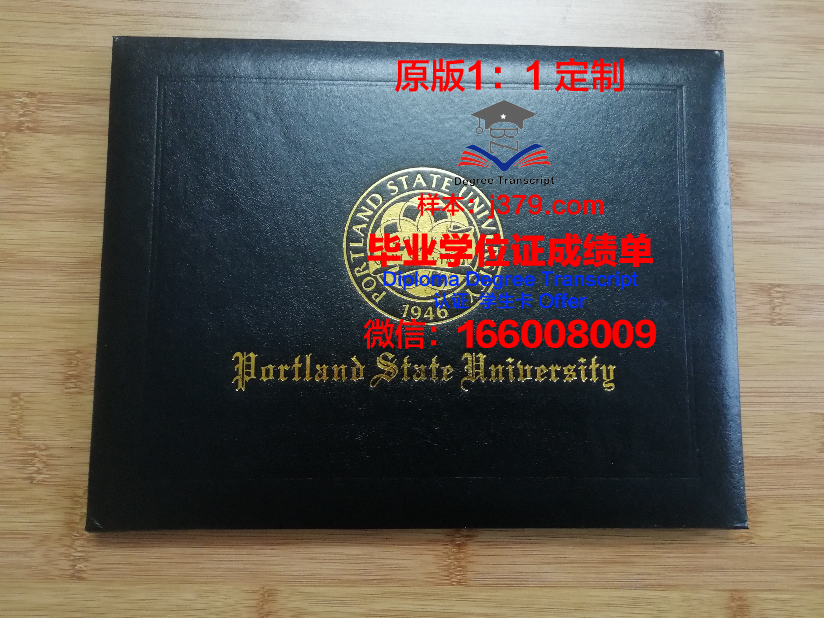 原版1：1 定制
Degree Transcript
样本：j379.com
PORTLAND STATE UNIV
毕业学位证成绩单
Diploma Degree Transcript
认证 学生卡 Offer
1946
微信：166008009
Portland State University